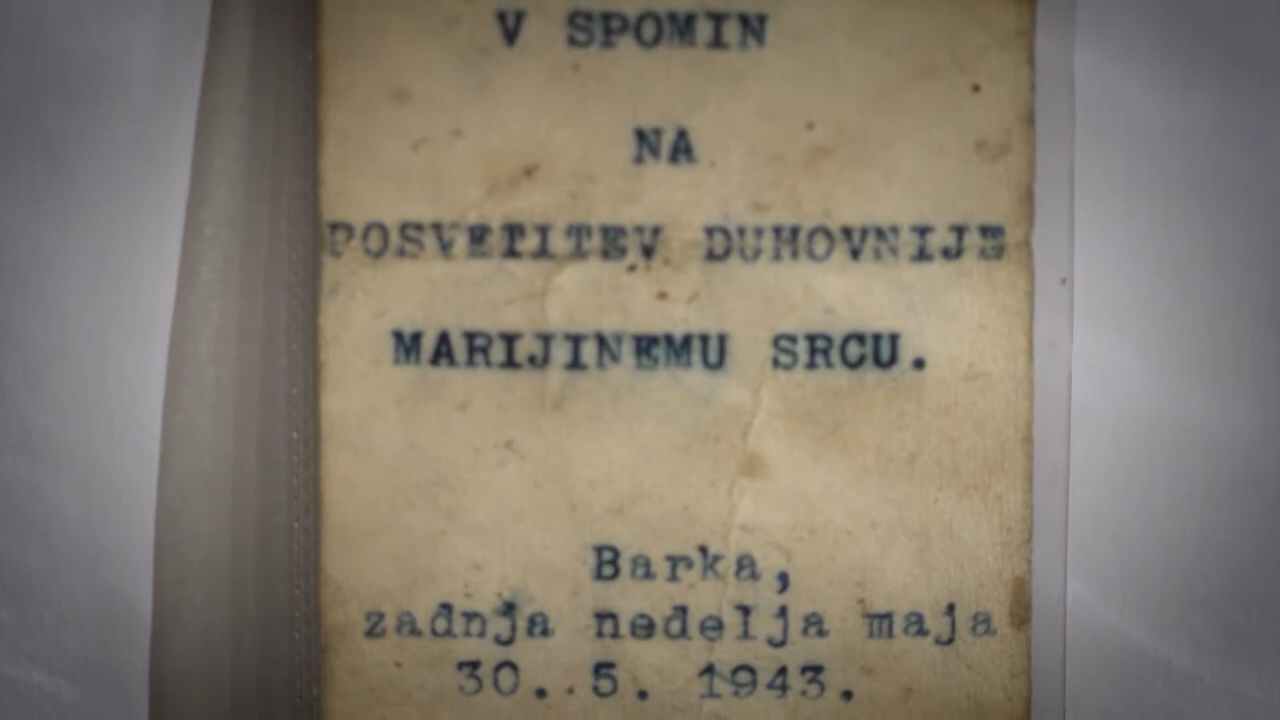 V SPOMIN
NA
POSVETITEV DUHOVNIJE
MARIJINEMU SRCU.
Barka,
zadnja nedelja maja
30. 5. 1943.